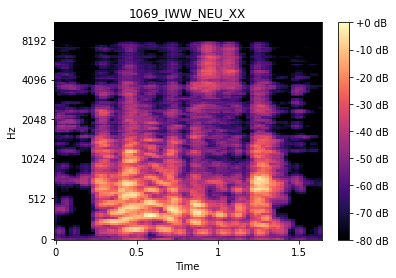 1069_IWW_NEU_XX
+0 dB
8192
-10 dB
4096
-20 dB
-30 dB
2048
-40 dB
Hz
1024
-50 dB
512
-60 dB
-70 dB
0
-80 dB
0
0.5
1
1.5
Time